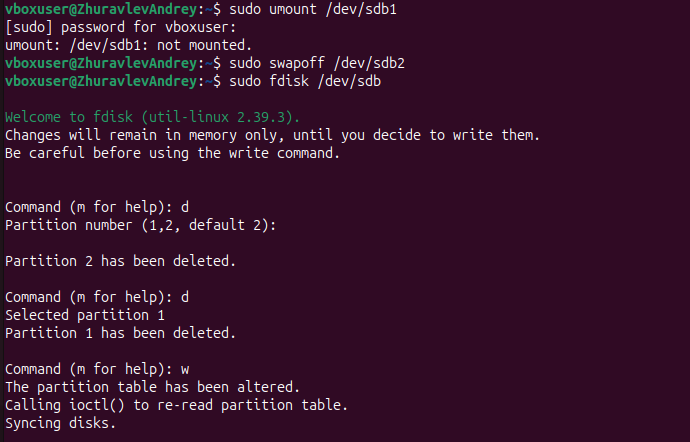 vboxuser@ZhuravlevAndrey:~$ sudo umount /dev/sdb1
[sudo] password for vboxuser:
umount: /dev/sdb1: not mounted.
vboxuser@ZhuravlevAndrey:~$ sudo swapoff /dev/sdb2
vboxuser@ZhuravlevAndrey:~$ sudo fdisk /dev/sdb
Welcome to fdisk (util-linux 2.39.3).
Changes will remain in memory only, until you decide to write them.
Be careful before using the write command.
Command (m for help): d
Partition number (1,2, default 2):
Partition 2 has been deleted.
Command (m for help): d
Selected partition 1
Partition 1 has been deleted.
Command (m for help): w
The partition table has been altered.
Calling ioctl() to re-read partition table.
Syncing disks.